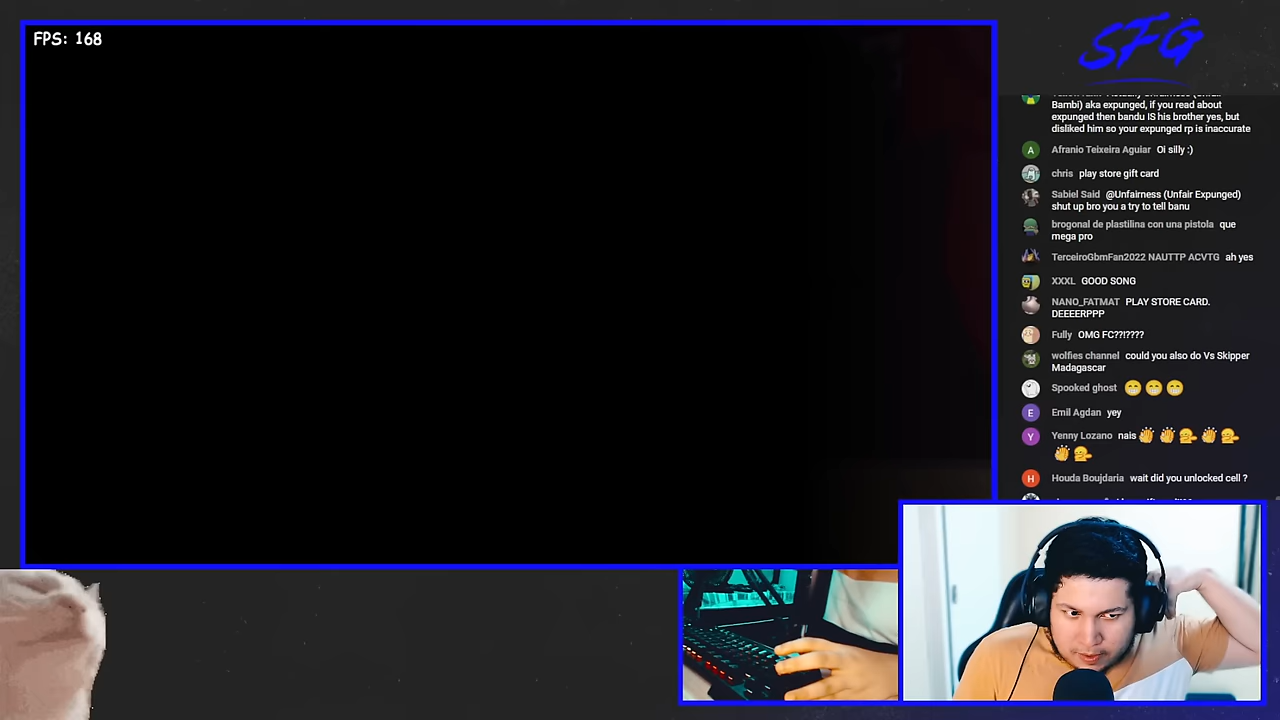 FPS: 168
SFG
Bambi) aka expunged, if you read about
expunged then bandu IS his brother yes, but
disliked him so your expunged rp is inaccurate
A
Afranio Teixeira Aguiar Oi silly :)
chris play store gift card
Sabiel Said @Unfairness (Unfair Expunged)
shut up bro you a try to tell banu
brogonal de plastilina con una pistola que
mega pro
TerceiroGbmFan2022 NAUTTP ACVTG ah yes
XXXL GOOD SONG
NANO_FATMAT PLAY STORE CARD.
DEEEERPPP
Fully OMG FC??!????
wolfies channel could you also do Vs Skipper
Madagascar
Spooked ghost 😁😁😁
E
Emil Agdan yey
Y
Yenny Lozano nais
H
Houda Boujdaria wait did you unlocked cell ?